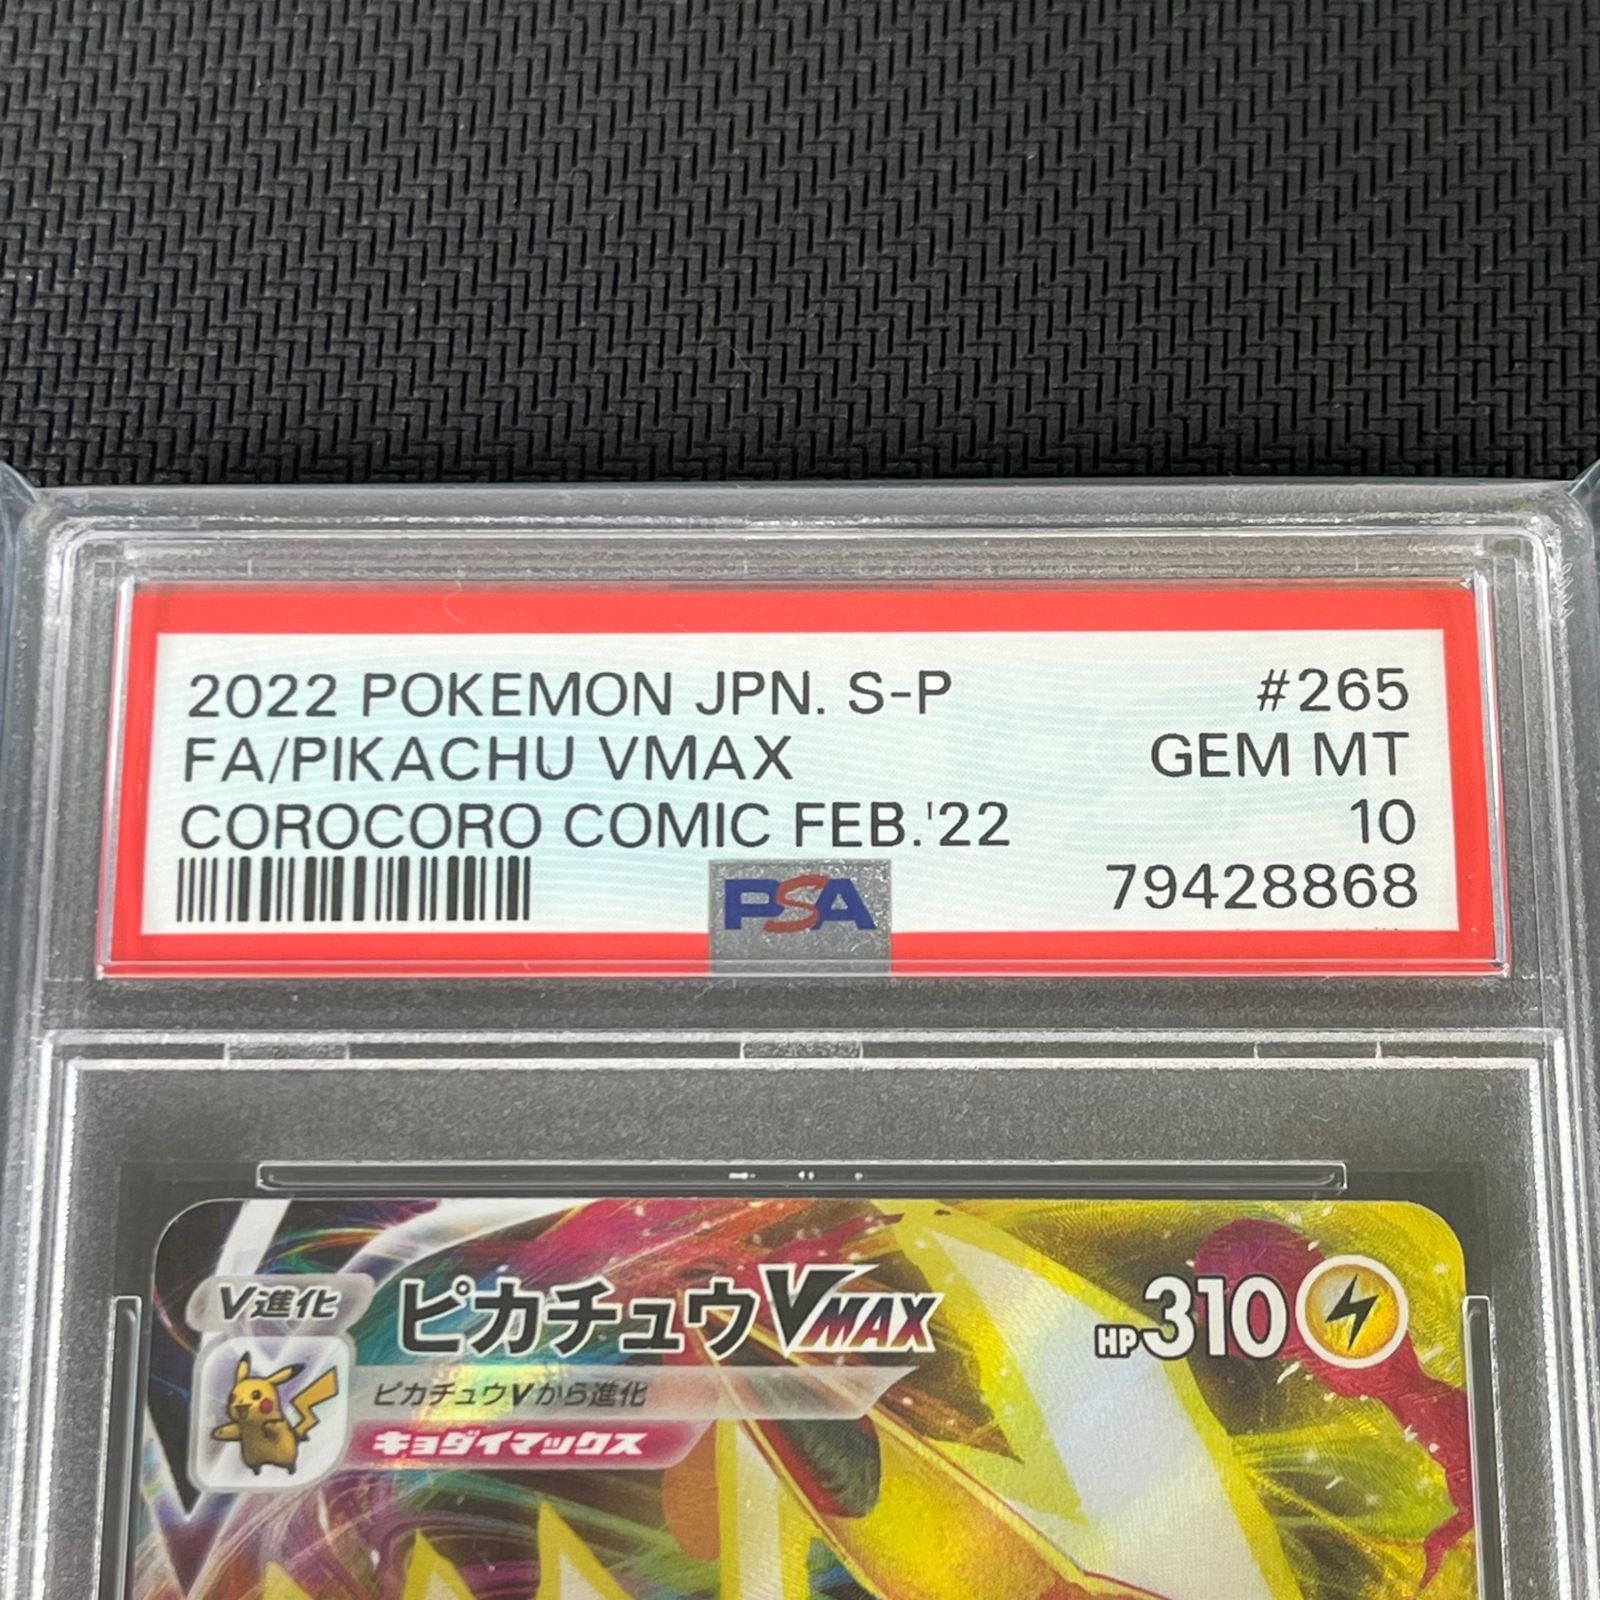 2022 POKEMON JPN. S-P #265
FA/PIKACHU VMAX GEM MT
COROCORO COMIC FEB.'22 10
PSA 79428868
V進化 ピカチュウVMAX HP310
ピカチュウVから進化
キョダイマックス